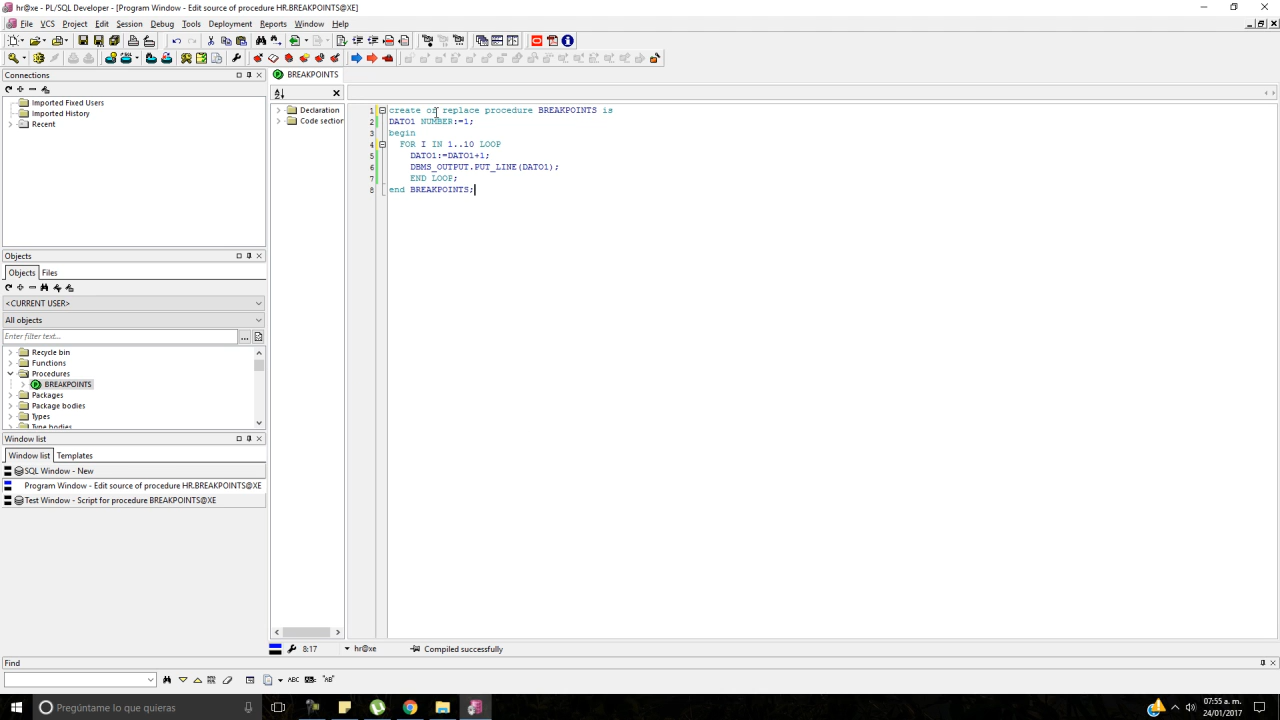 hr@xe - PL/SQL Developer - [Program Window - Edit source of procedure HR.BREAKPOINTS@XE]
File VCS Project Edit Session Debug Tools Deployment Reports Window Help
Connections
Imported Fixed Users
Imported History
Recent
Objects
Objects Files
<CURRENT USER>
All objects
Enter filter text...
Recycle bin
Functions
Procedures
BREAKPOINTS
Packages
Package bodies
Types
Type bodies
Window list
Window list Templates
SQL Window - New
Program Window - Edit source of procedure HR.BREAKPOINTS@XE
Test Window - Script for procedure BREAKPOINTS@XE
BREAKPOINTS
Declaration
Code section
1 create or replace procedure BREAKPOINTS is
2 DATO1 NUMBER:=1;
3 begin
4 FOR I IN 1..10 LOOP
5 DATO1:=DATO1+1;
6 DBMS_OUTPUT.PUT_LINE(DATO1);
7 END LOOP;
8 end BREAKPOINTS;
8:17 hr@xe Compiled successfully
Find
ABC "AB"
Pregúntame lo que quieras
07:55 a. m.
24/01/2017